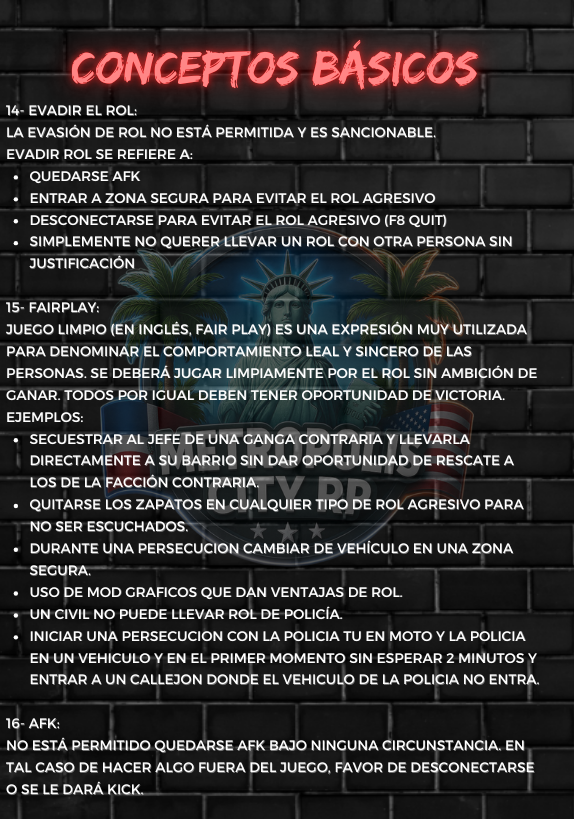 CONCEPTOS BÁSICOS
14- EVADIR EL ROL:
LA EVASIÓN DE ROL NO ESTÁ PERMITIDA Y ES SANCIONABLE.
EVADIR ROL SE REFIERE A:
• QUEDARSE AFK
• ENTRAR A ZONA SEGURA PARA EVITAR EL ROL AGRESIVO
• DESCONECTARSE PARA EVITAR EL ROL AGRESIVO (F8 QUIT)
• SIMPLEMENTE NO QUERER LLEVAR UN ROL CON OTRA PERSONA SIN
JUSTIFICACIÓN
15- FAIRPLAY:
JUEGO LIMPIO (EN INGLÉS, FAIR PLAY) ES UNA EXPRESIÓN MUY UTILIZADA
PARA DENOMINAR EL COMPORTAMIENTO LEAL Y SINCERO DE LAS
PERSONAS. SE DEBERÁ JUGAR LIMPIAMENTE POR EL ROL SIN AMBICIÓN DE
GANAR. TODOS POR IGUAL DEBEN TENER OPORTUNIDAD DE VICTORIA.
EJEMPLOS:
• SECUESTRAR AL JEFE DE UNA GANGA CONTRARIA Y LLEVARLA
DIRECTAMENTE A SU BARRIO SIN DAR OPORTUNIDAD DE RESCATE A
LOS DE LA FACCIÓN CONTRARIA.
• QUITARSE LOS ZAPATOS EN CUALQUIER TIPO DE ROL AGRESIVO PARA
NO SER ESCUCHADOS.
• DURANTE UNA PERSECUCION CAMBIAR DE VEHÍCULO EN UNA ZONA
SEGURA.
• USO DE MOD GRAFICOS QUE DAN VENTAJAS DE ROL.
• UN CIVIL NO PUEDE LLEVAR ROL DE POLICÍA.
• INICIAR UNA PERSECUCION CON LA POLICIA TU EN MOTO Y LA POLICIA
EN UN VEHICULO Y EN EL PRIMER MOMENTO SIN ESPERAR 2 MINUTOS Y
ENTRAR A UN CALLEJON DONDE EL VEHICULO DE LA POLICIA NO ENTRA.
METROPOLIS
CITY RP
16- AFK:
NO ESTÁ PERMITIDO QUEDARSE AFK BAJO NINGUNA CIRCUNSTANCIA. EN
TAL CASO DE HACER ALGO FUERA DEL JUEGO, FAVOR DE DESCONECTARSE
O SE LE DARÁ KICK.